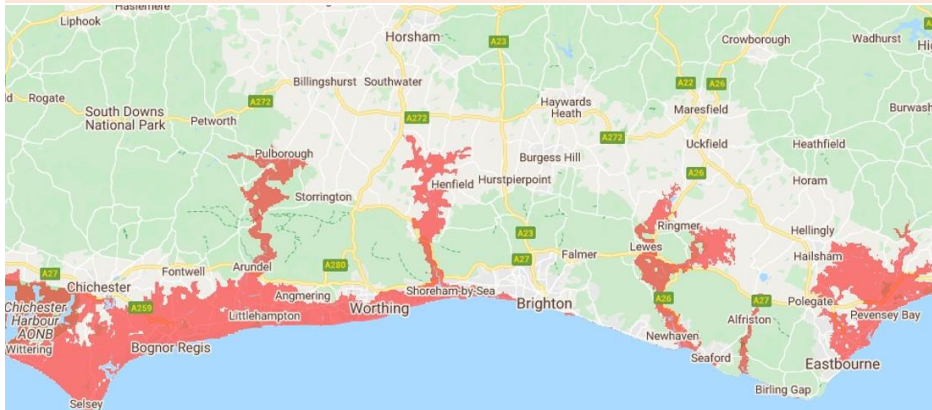 Haslemere
Liphook
Horsham
A23
Crowborough
Wadhurst
Billingshurst
Southwater
A22
A26
Rogate
South Downs
National Park
A272
Petworth
A272
Haywards
Heath
Maresfield
Burwash
A272
Uckfield
Heathfield
Pulborough
Burgess Hill
Henfield
Hurstpierpoint
A26
Horam
Storrington
Ringmer
A23
Hellingly
Lewes
Falmer
Hailsham
A27
Fontwell
Arundel
A280
A27
Chichester
Angmering
Shoreham-by-Sea
Polegate
Chichester
Harbour
AONB
A259
Littlehampton
Worthing
Brighton
A26
A27
Alfriston
Pevensey Bay
Wittering
Bognor Regis
Newhaven
Seaford
Eastbourne
Birling Gap
Selsey